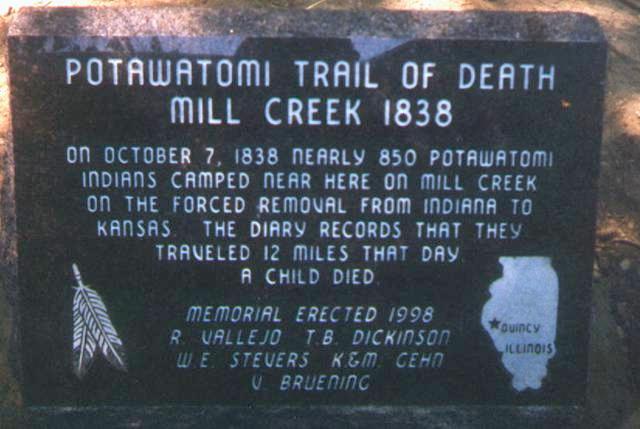 POTAWATOMI TRAIL OF DEATH
MILL CREEK 1838
ON OCTOBER 7, 1838 NEARLY 850 POTAWATOMI
INDIANS CAMPED NEAR HERE ON MILL CREEK
ON THE FORCED REMOVAL FROM INDIANA TO
KANSAS. THE DIARY RECORDS THAT THEY
TRAVELED 12 MILES THAT DAY.
A CHILD DIED.
MEMORIAL ERECTED 1998
R. VALLEJO T.B. DICKINSON
W.E. STEVERS K&M. GEHN
V. BRUENING
QUINCY
ILLINOIS